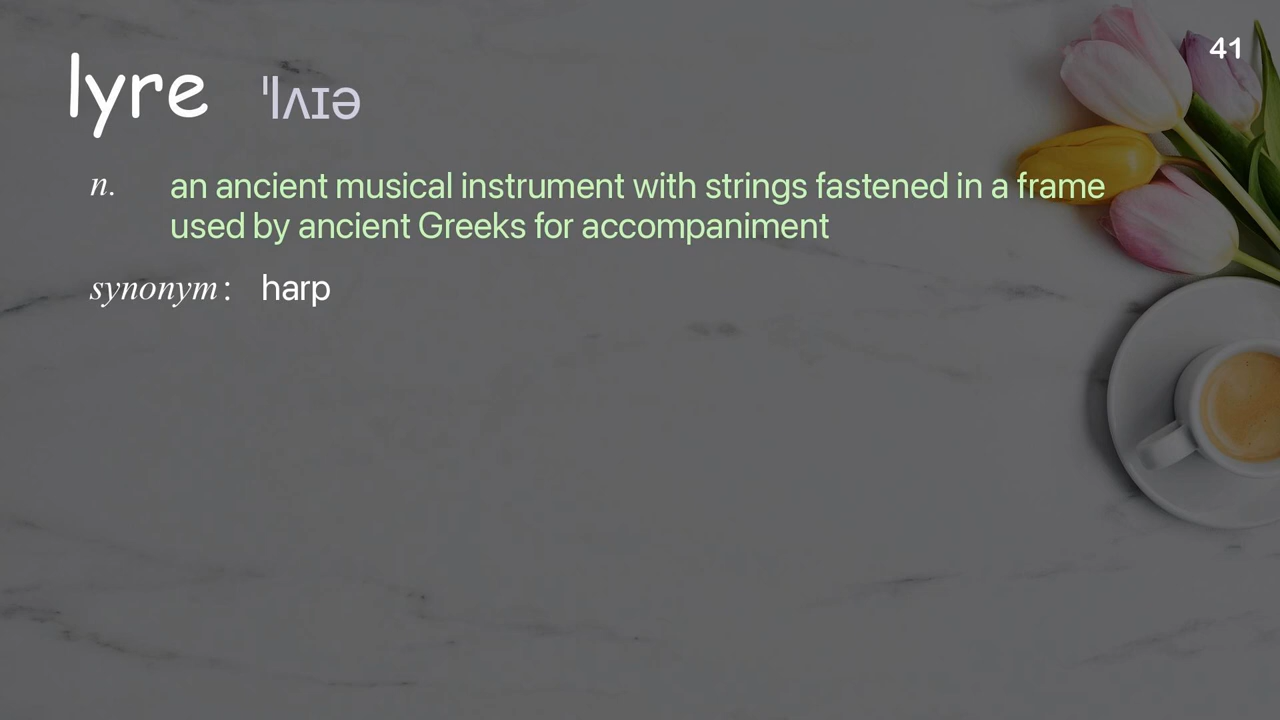 41
lyre ˈlʌɪə
n. an ancient musical instrument with strings fastened in a frame
used by ancient Greeks for accompaniment
synonym: harp